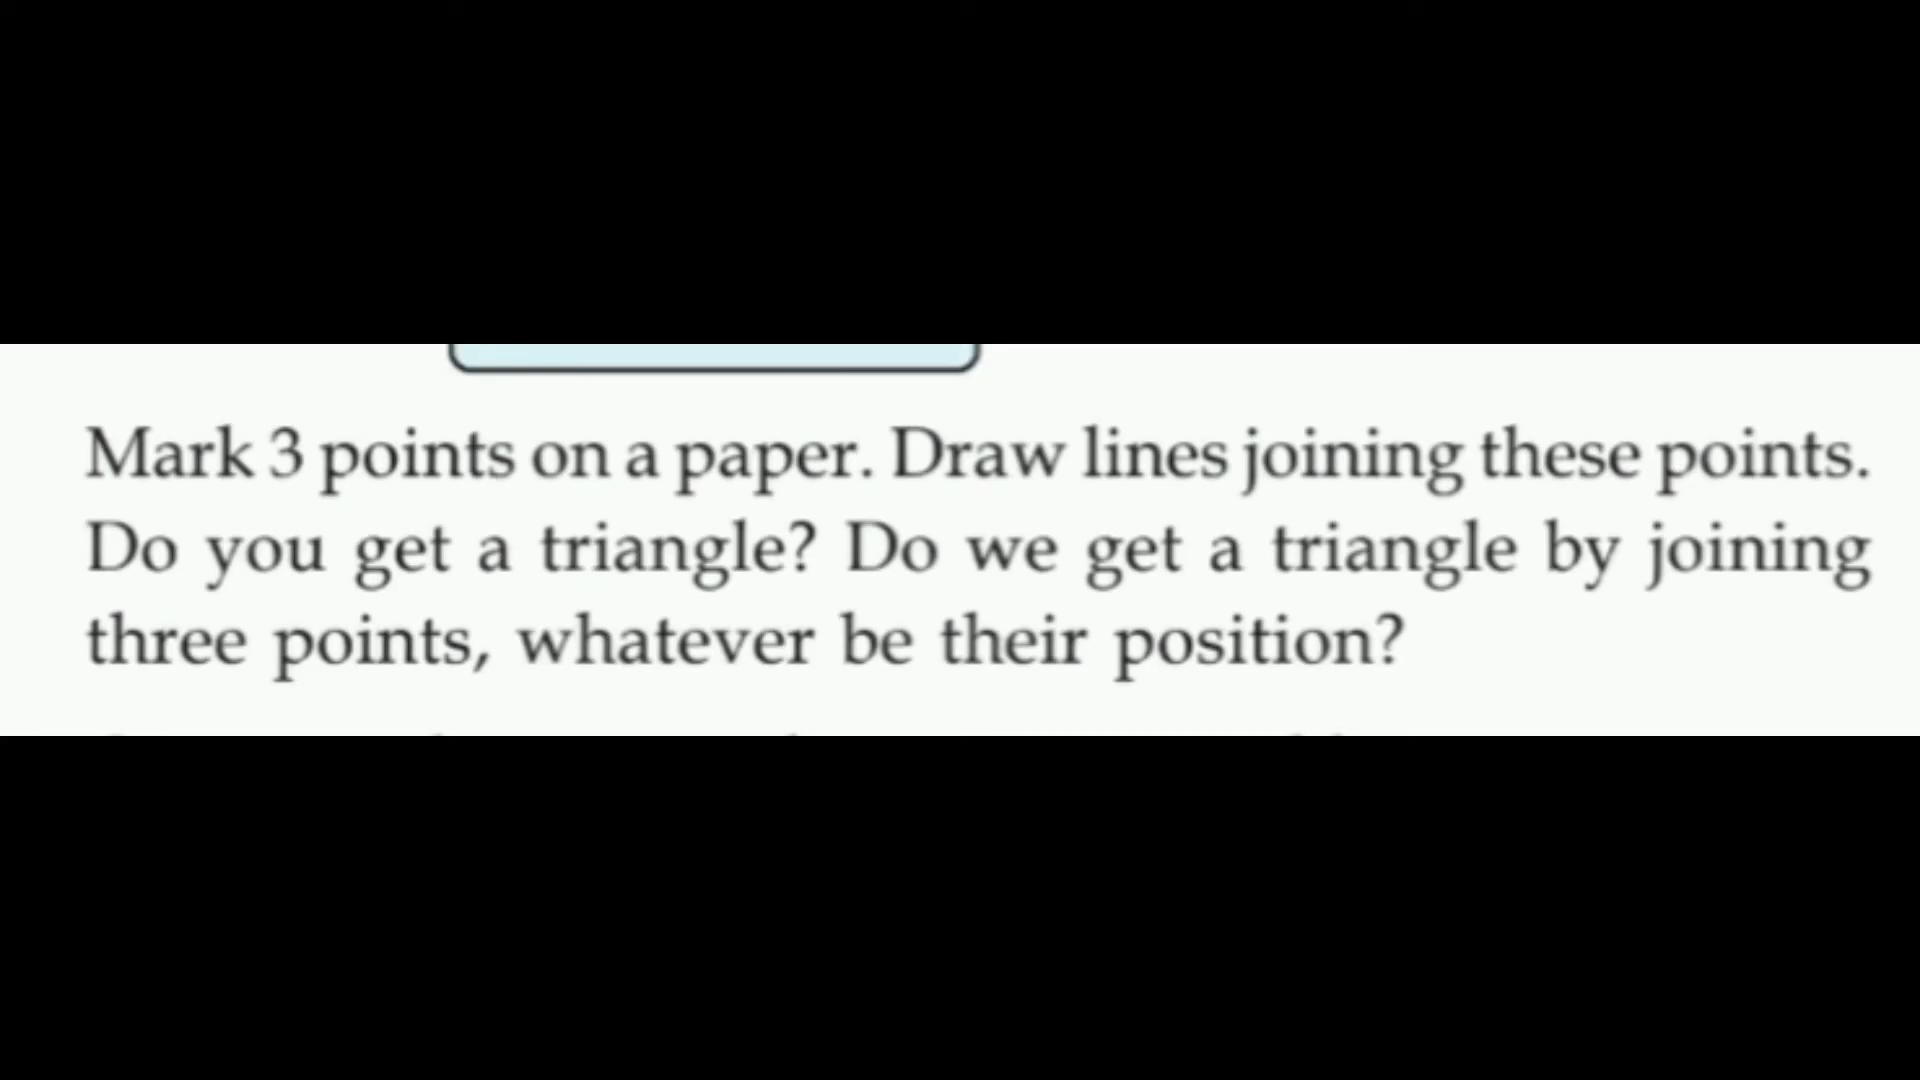 Mark 3 points on a paper. Draw lines joining these points.
Do you get a triangle? Do we get a triangle by joining
three points, whatever be their position?